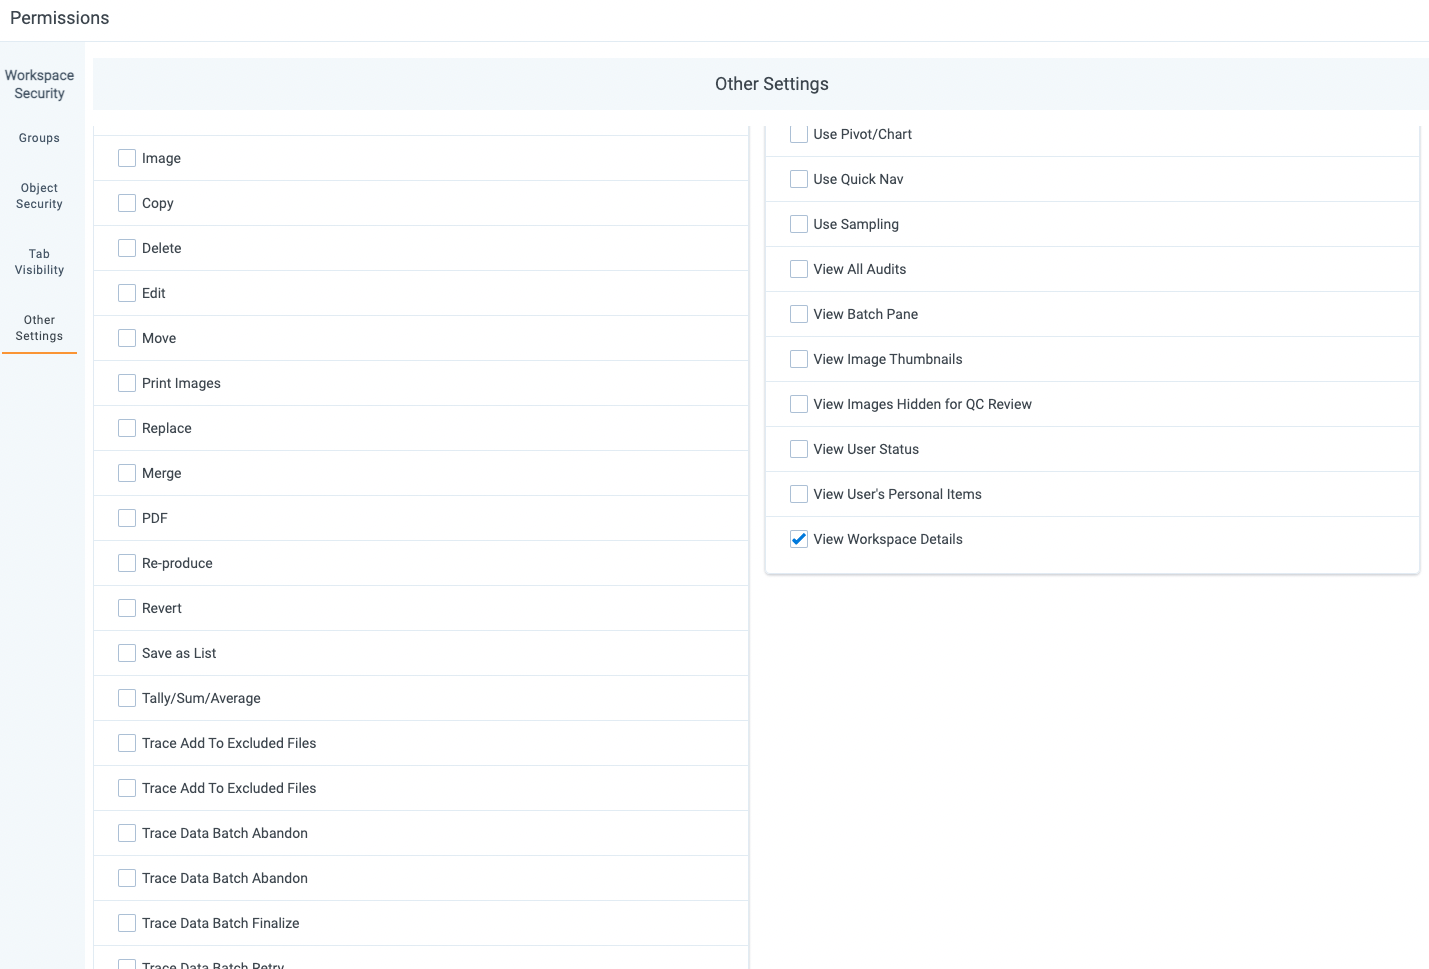 Permissions
Workspace
Security
Groups
Object
Security
Tab
Visibility
Other
Settings
Other Settings
Image
Copy
Delete
Edit
Move
Print Images
Replace
Merge
PDF
Re-produce
Revert
Save as List
Tally/Sum/Average
Trace Add To Excluded Files
Trace Add To Excluded Files
Trace Data Batch Abandon
Trace Data Batch Abandon
Trace Data Batch Finalize
Trace Data Batch Retry
Use Pivot/Chart
Use Quick Nav
Use Sampling
View All Audits
View Batch Pane
View Image Thumbnails
View Images Hidden for QC Review
View User Status
View User's Personal Items
View Workspace Details